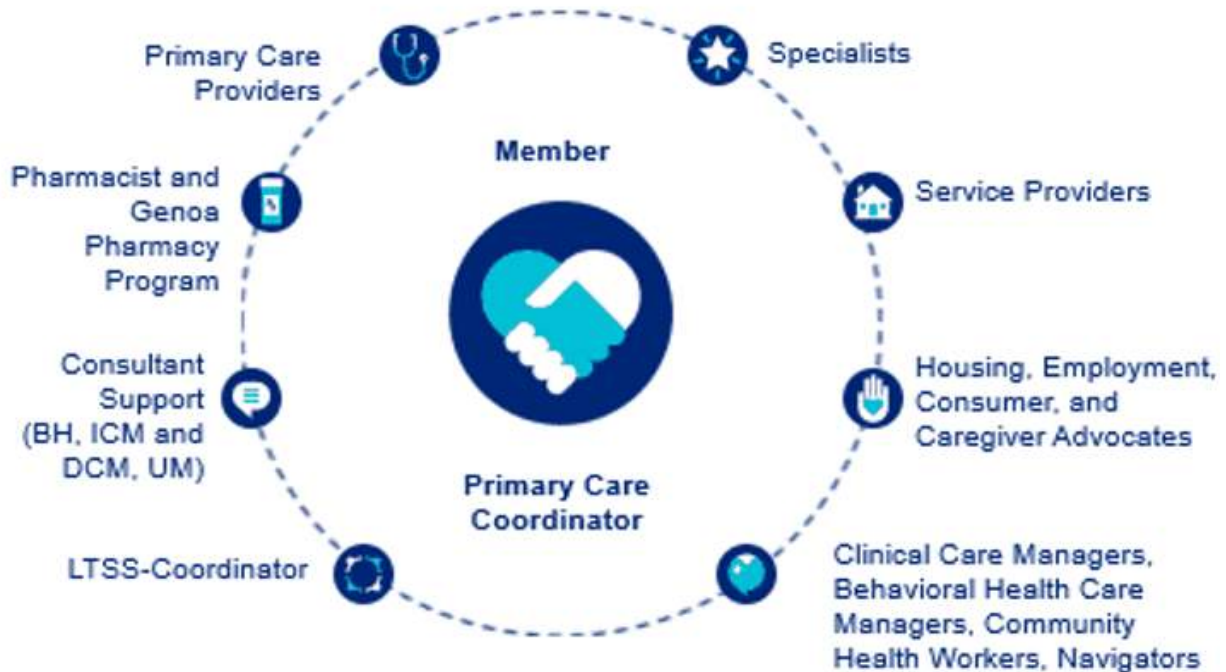 Primary Care
Providers
Specialists
Member
Pharmacist and
Genoa
Pharmacy
Program
Service Providers
Consultant
Support
(BH, ICM and
DCM, UM)
Housing, Employment,
Consumer, and
Caregiver Advocates
Primary Care
Coordinator
LTSS-Coordinator
Clinical Care Managers,
Behavioral Health Care
Managers, Community
Health Workers, Navigators